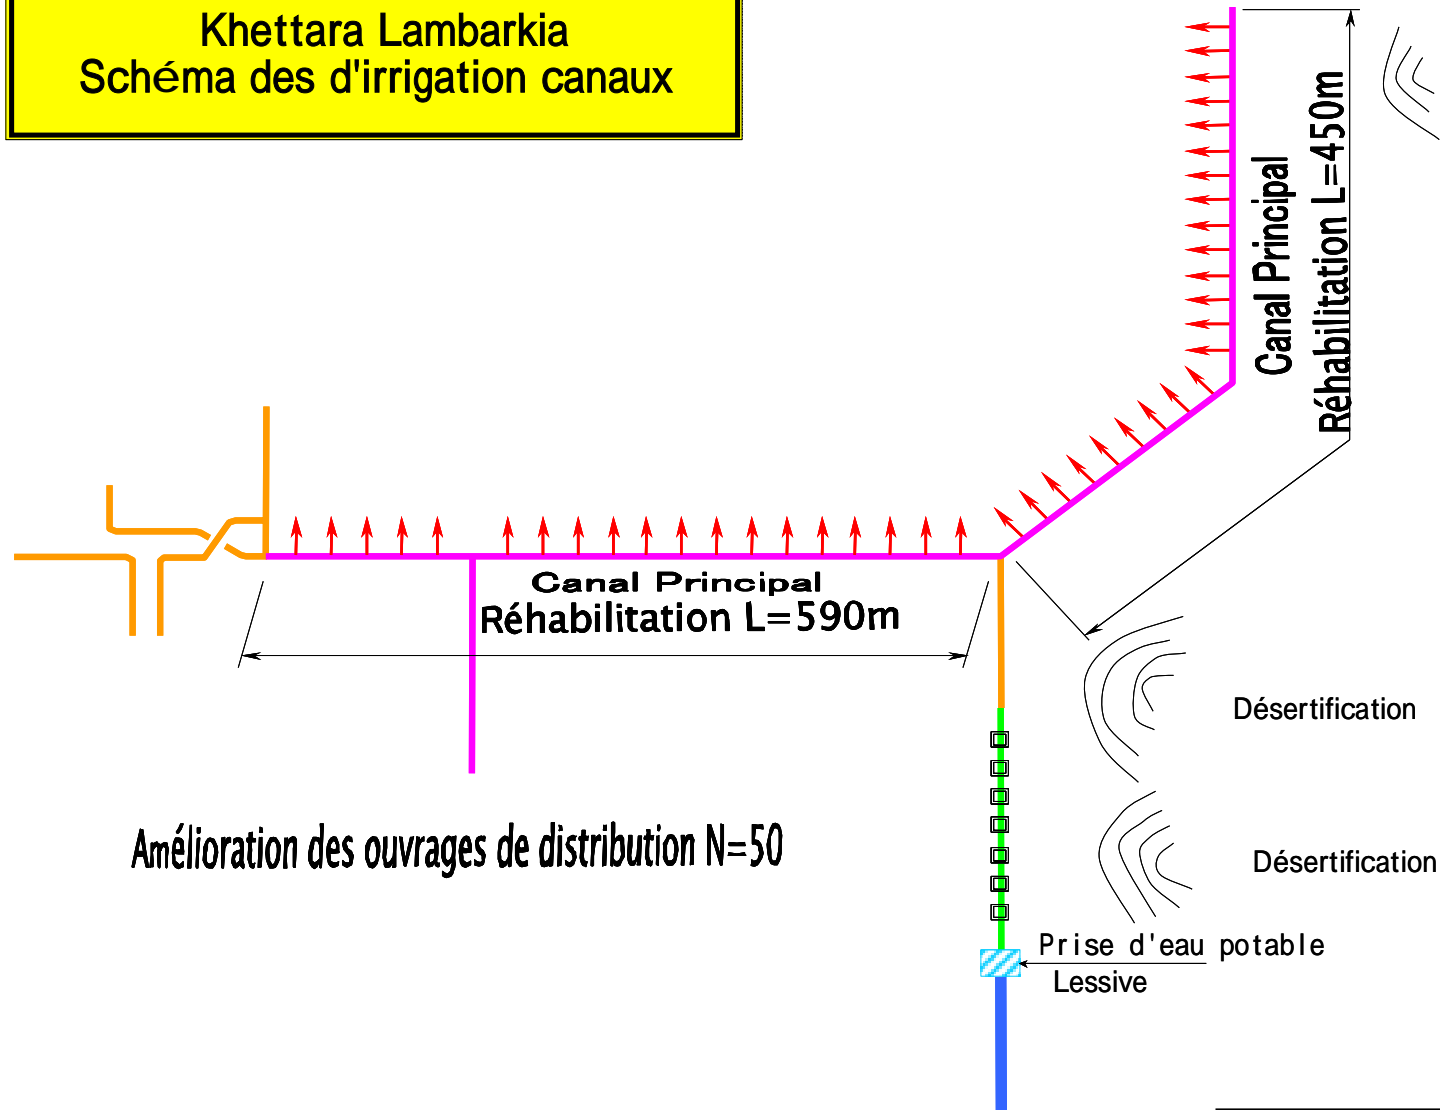 Khettara Lambarkia
Schéma des d'irrigation canaux
Canal Principal
Réhabilitation L=450m
Canal Principal
Réhabilitation L=590m
Désertification
Amélioration des ouvrages de distribution N=50
Désertification
Prise d'eau potable
Lessive